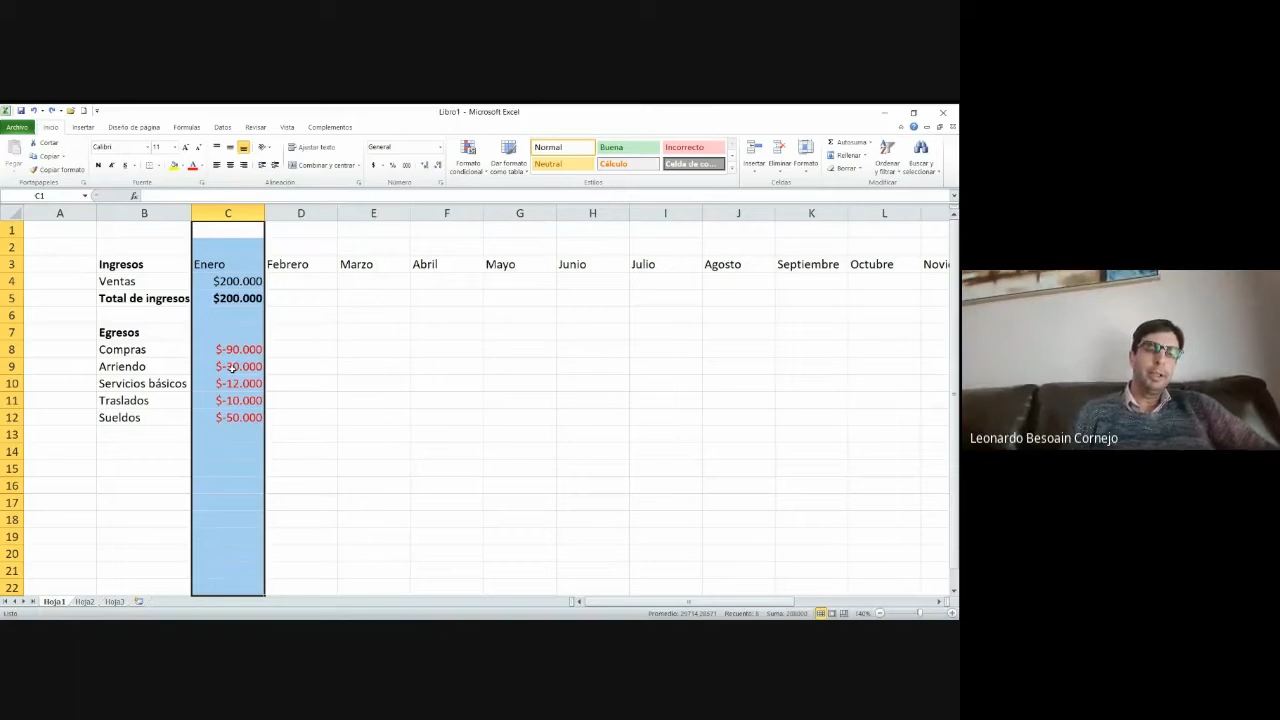 Libro1 - Microsoft Excel
Archivo Inicio Insertar Diseño de página Fórmulas Datos Revisar Vista Complementos
Pegar Cortar Copiar Copiar formato Portapapeles
Calibri 11 N K S Fuente
Ajustar texto Combinar y centrar Alineación
General Número
Formato condicional Dar formato como tabla Normal Buena Incorrecto Neutral Cálculo Celda de co... Estilos
Insertar Eliminar Formato Celdas
Autosuma Rellenar Borrar Ordenar y filtrar Buscar y seleccionar Modificar
C1 fx
A B C D E F G H I J K L
1
2
3 Ingresos Enero Febrero Marzo Abril Mayo Junio Julio Agosto Septiembre Octubre Novi
4 Ventas $200.000
5 Total de ingresos $200.000
6
7 Egresos
8 Compras $-90.000
9 Arriendo
10 Servicios básicos $-12.000
11 Traslados $-10.000
12 Sueldos $-50.000
13
14
15
16
17
18
19
20
21
22
Hoja1 Hoja2 Hoja3
Listo Promedio: Recuento: Suma: 140%
Leonardo Besoain Cornejo